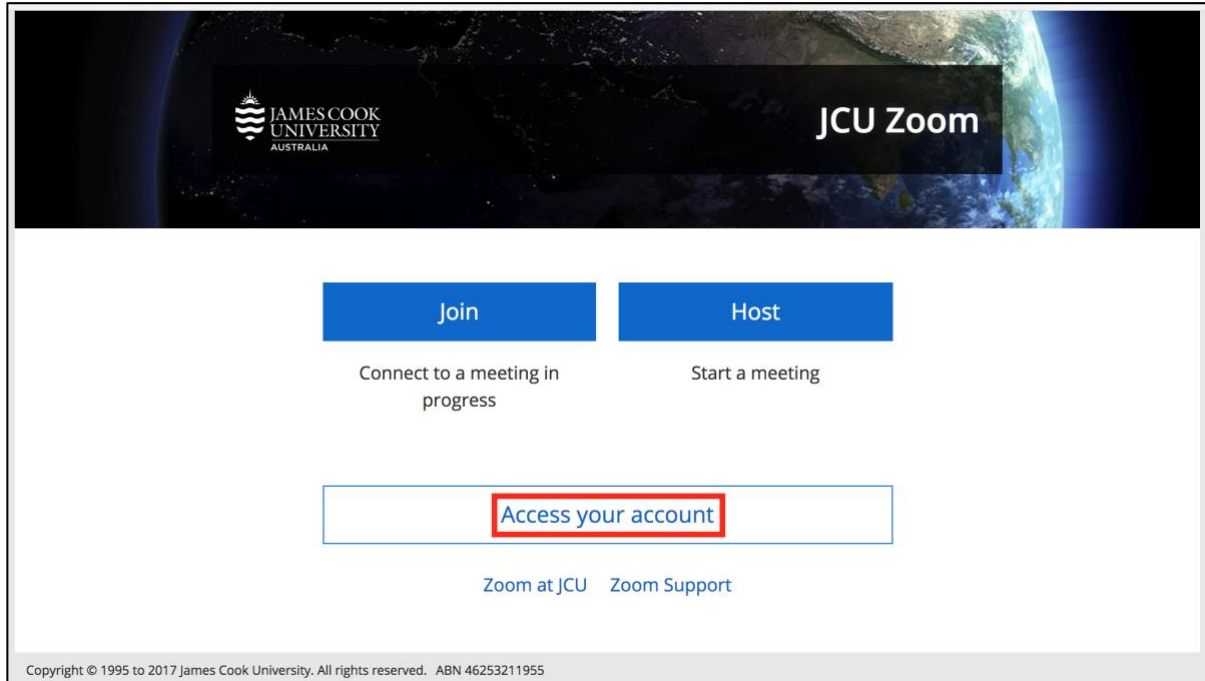 JAMES COOK
UNIVERSITY
AUSTRALIA
JCU Zoom
Join
Host
Connect to a meeting in
progress
Start a meeting
Access your account
Zoom at JCU Zoom Support
Copyright © 1995 to 2017 James Cook University. All rights reserved. ABN 46253211955